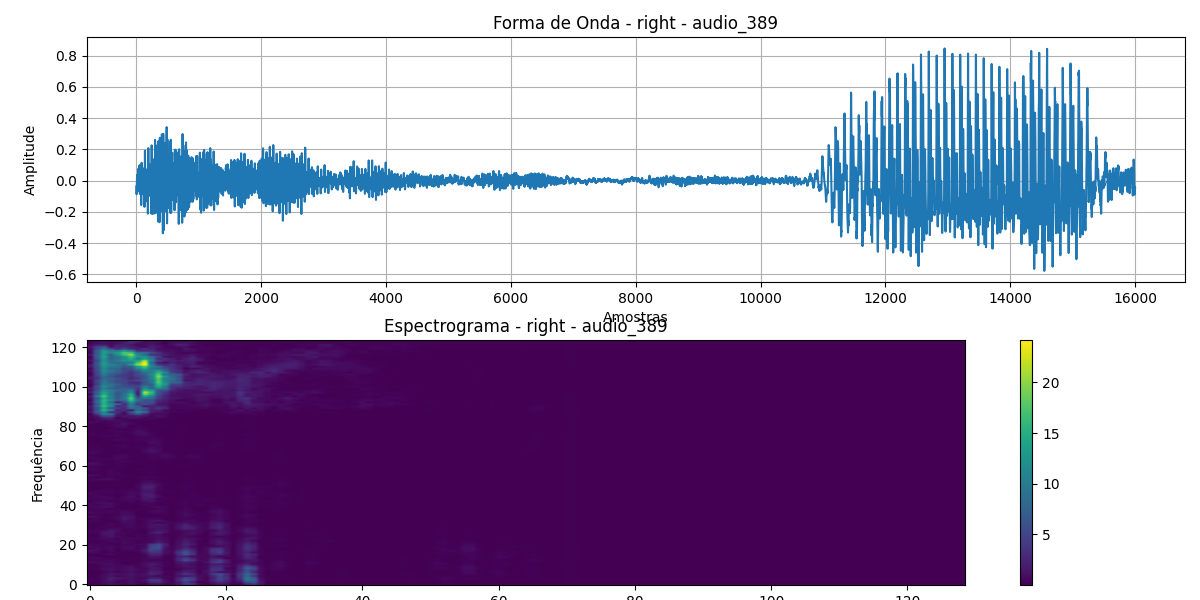 Forma de Onda - right - audio_389
Amplitude
0.8
0.6
0.4
0.2
0.0
−0.2
−0.4
−0.6
0 2000 4000 6000 8000 10000 12000 14000 16000
Amostras
Espectrograma - right - audio_389
Frequência
120
100
80
60
40
20
0
0 20 40 60 80 100 120
20
15
10
5